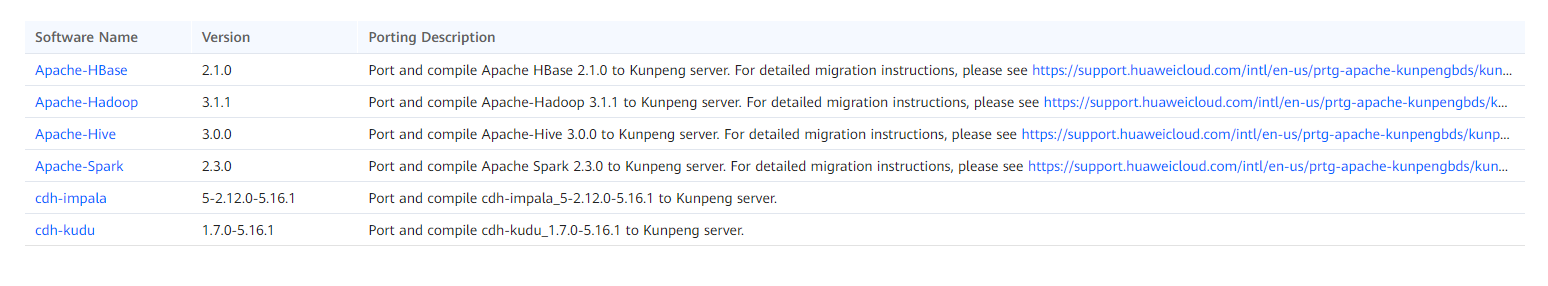 Software Name Version Porting Description
Apache-HBase 2.1.0 Port and compile Apache HBase 2.1.0 to Kunpeng server. For detailed migration instructions, please see https://support.huaweicloud.com/intl/en-us/prtg-apache-kunpengbds/kun...
Apache-Hadoop 3.1.1 Port and compile Apache-Hadoop 3.1.1 to Kunpeng server. For detailed migration instructions, please see https://support.huaweicloud.com/intl/en-us/prtg-apache-kunpengbds/k...
Apache-Hive 3.0.0 Port and compile Apache-Hive 3.0.0 to Kunpeng server. For detailed migration instructions, please see https://support.huaweicloud.com/intl/en-us/prtg-apache-kunpengbds/kunp...
Apache-Spark 2.3.0 Port and compile Apache Spark 2.3.0 to Kunpeng server. For detailed migration instructions, please see https://support.huaweicloud.com/intl/en-us/prtg-apache-kunpengbds/kun...
cdh-impala 5-2.12.0-5.16.1 Port and compile cdh-impala_5-2.12.0-5.16.1 to Kunpeng server.
cdh-kudu 1.7.0-5.16.1 Port and compile cdh-kudu_1.7.0-5.16.1 to Kunpeng server.